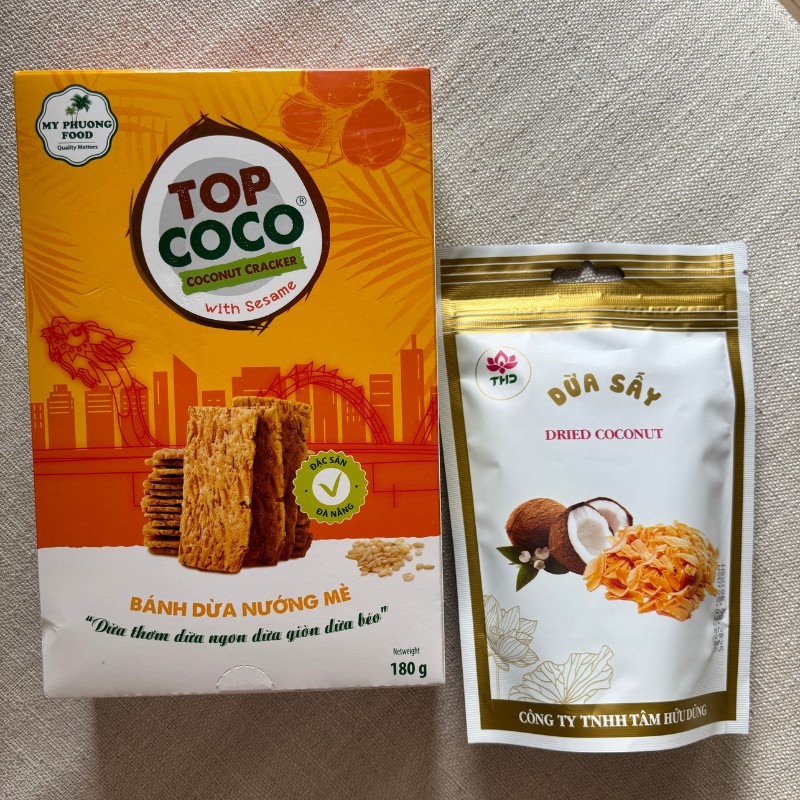 MY PHUONG
FOOD
Quality Matters
TOP
COCO
®
COCONUT CRACKER
with Sesame
ĐẶC SẢN
ĐÀ NẴNG
BÁNH DỪA NƯỚNG MÈ
"Dừa thơm dừa ngon dừa giòn dừa béo"
Netweight
180 g
THD
DỪA SẤY
DRIED COCONUT
CÔNG TY TNHH TÂM HỮU DŨNG